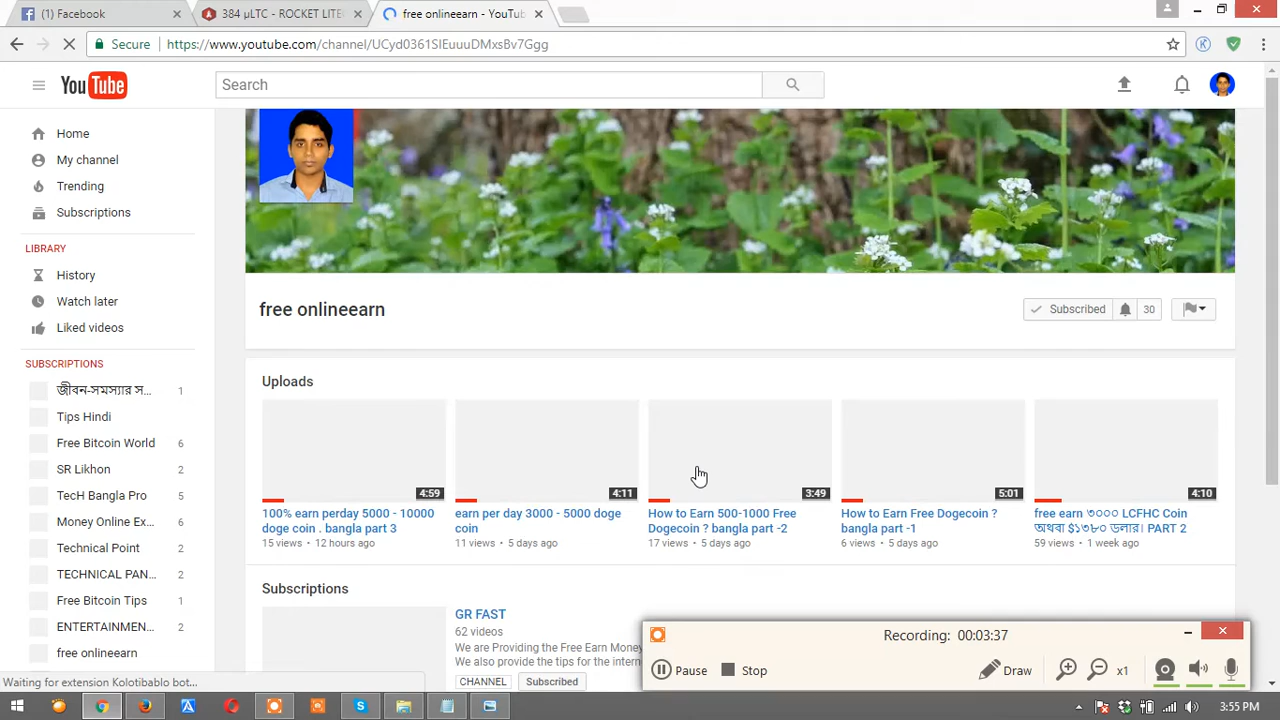 (1) Facebook
384 µLTC - ROCKET LITE
free onlineearn - YouTub
Secure
https://www.youtube.com/channel/UCyd0361SIEuuuDMxsBv7Ggg
YouTube
Search
Home
My channel
Trending
Subscriptions
LIBRARY
History
Watch later
Liked videos
SUBSCRIPTIONS
জীবন-সমস্যার স... 1
Tips Hindi
Free Bitcoin World 6
SR Likhon 2
TecH Bangla Pro 5
Money Online Ex... 6
Technical Point 2
TECHNICAL PAN... 2
Free Bitcoin Tips 1
ENTERTAINMEN... 2
free onlineearn
free onlineearn
Subscribed 30
Uploads
4:59
4:11
3:49
5:01
4:10
100% earn perday 5000 - 10000
doge coin . bangla part 3
15 views • 12 hours ago
earn per day 3000 - 5000 doge
coin
11 views • 5 days ago
How to Earn 500-1000 Free
Dogecoin ? bangla part -2
17 views • 5 days ago
How to Earn Free Dogecoin ?
bangla part -1
6 views • 5 days ago
free earn ৩০০০ LCFHC Coin
অথবা $১৩৮০ ডলার। PART 2
59 views • 1 week ago
Subscriptions
GR FAST
62 videos
We are Providing the Free Earn Money
We also provide the tips for the intern
CHANNEL
Subscribed
Recording: 00:03:37
Pause
Stop
Draw
x1
Waiting for extension Kolotibablo bot...
3:55 PM